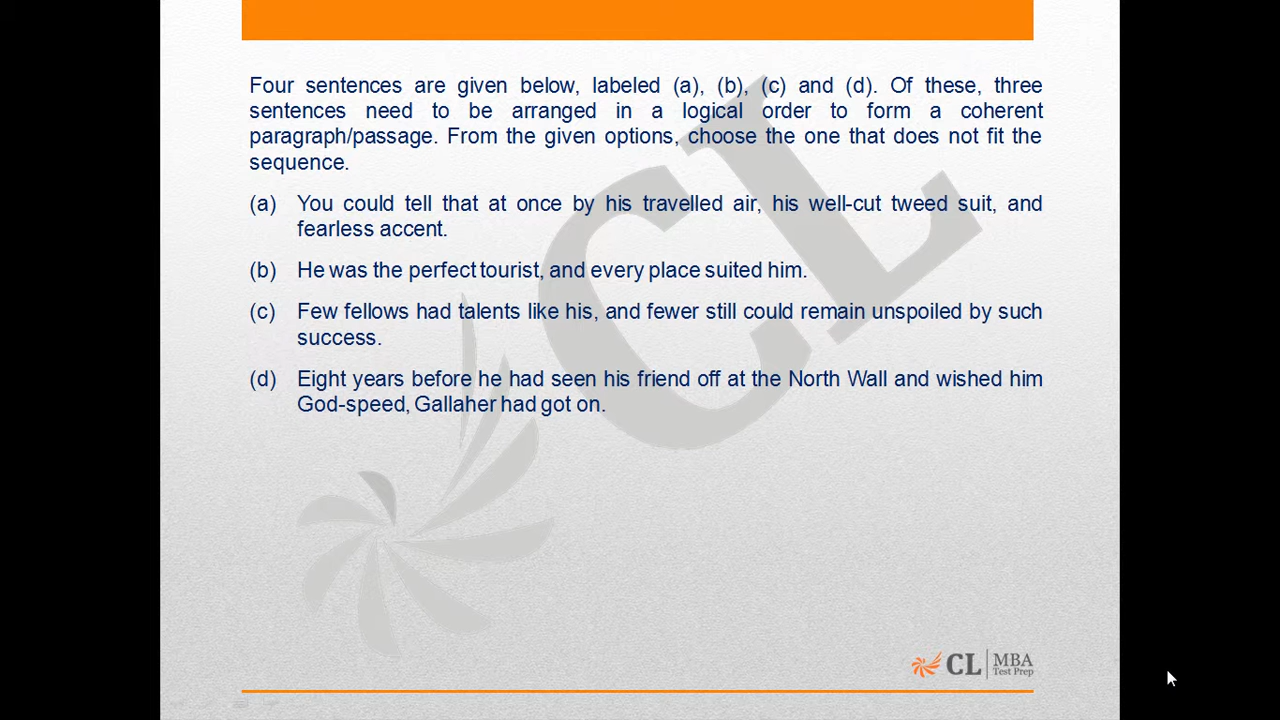 Four sentences are given below, labeled (a), (b), (c) and (d). Of these, three
sentences need to be arranged in a logical order to form a coherent
paragraph/passage. From the given options, choose the one that does not fit the
sequence.
(a) You could tell that at once by his travelled air, his well-cut tweed suit, and
fearless accent.
(b) He was the perfect tourist, and every place suited him.
(c) Few fellows had talents like his, and fewer still could remain unspoiled by such
success.
(d) Eight years before he had seen his friend off at the North Wall and wished him
God-speed, Gallaher had got on.
CL
CL MBA
Test Prep